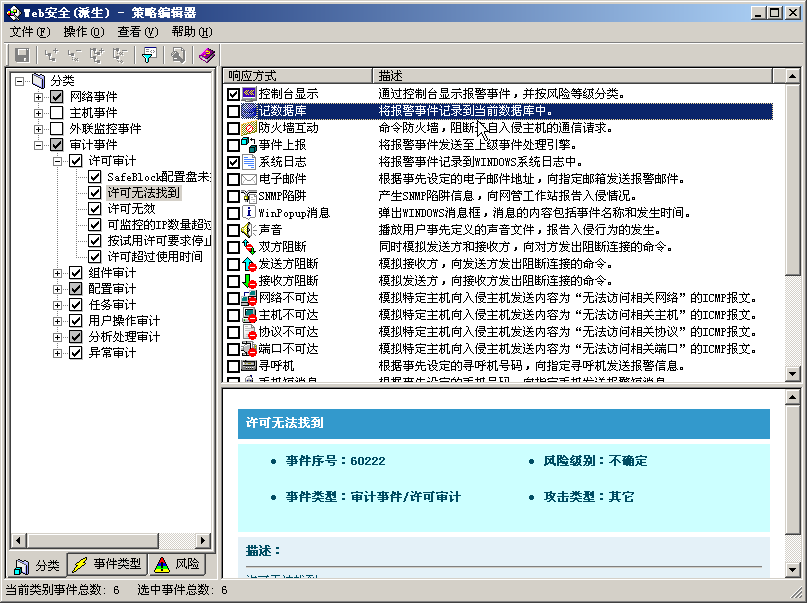 Web安全(派生) - 策略编辑器
文件(F) 操作(O) 查看(V) 帮助(H)
分类
网络事件
主机事件
外联监控事件
审计事件
许可审计
SafeBlock配置盘未
许可无法找到
许可无效
可监控的IP数量超过
按试用许可要求停止
许可超过使用时间
组件审计
配置审计
任务审计
用户操作审计
分析处理审计
异常审计
分类 事件类型 风险
响应方式 描述
控制台显示 通过控制台显示报警事件，并按风险等级分类。
记数据库 将报警事件记录到当前数据库中。
防火墙互动 命令防火墙，阻断来自入侵主机的通信请求。
事件上报 将报警事件发送至上级事件处理引擎。
系统日志 将报警事件记录到WINDOWS系统日志中。
电子邮件 根据事先设定的电子邮件地址，向指定邮箱发送报警邮件。
SNMP陷阱 产生SNMP陷阱信息，向网管工作站报告入侵情况。
WinPopup消息 弹出WINDOWS消息框，消息的内容包括事件名称和发生时间。
声音 播放用户事先定义的声音文件，报告入侵行为的发生。
双方阻断 同时模拟发送方和接收方，向对方发出阻断连接的命令。
发送方阻断 模拟接收方，向发送方发出阻断连接的命令。
接收方阻断 模拟发送方，向接收方发出阻断连接的命令。
网络不可达 模拟特定主机向入侵主机发送内容为“无法访问相关网络”的ICMP报文。
主机不可达 模拟特定主机向入侵主机发送内容为“无法访问相关主机”的ICMP报文。
协议不可达 模拟特定主机向入侵主机发送内容为“无法访问相关协议”的ICMP报文。
端口不可达 模拟特定主机向入侵主机发送内容为“无法访问相关端口”的ICMP报文。
寻呼机 根据事先设定的寻呼机号码，向指定寻呼机发送报警信息。
手机短消息 根据事先设定的手机号码，向指定手机发送报警短消息。
许可无法找到
事件序号：60222 风险级别：不确定
事件类型：审计事件/许可审计 攻击类型：其它
描述：
许可无法找到
当前类别事件总数: 6 选中事件总数: 6